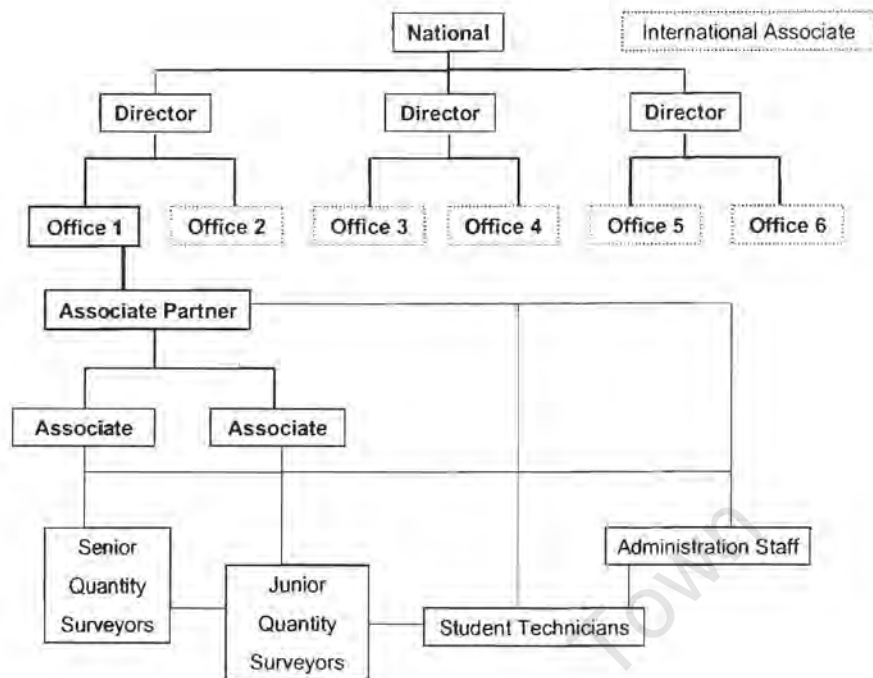 National
International Associate
Director
Director
Director
Office 1
Office 2
Office 3
Office 4
Office 5
Office 6
Associate Partner
Associate
Associate
Senior
Quantity
Surveyors
Junior
Quantity
Surveyors
Student Technicians
Administration Staff
Town